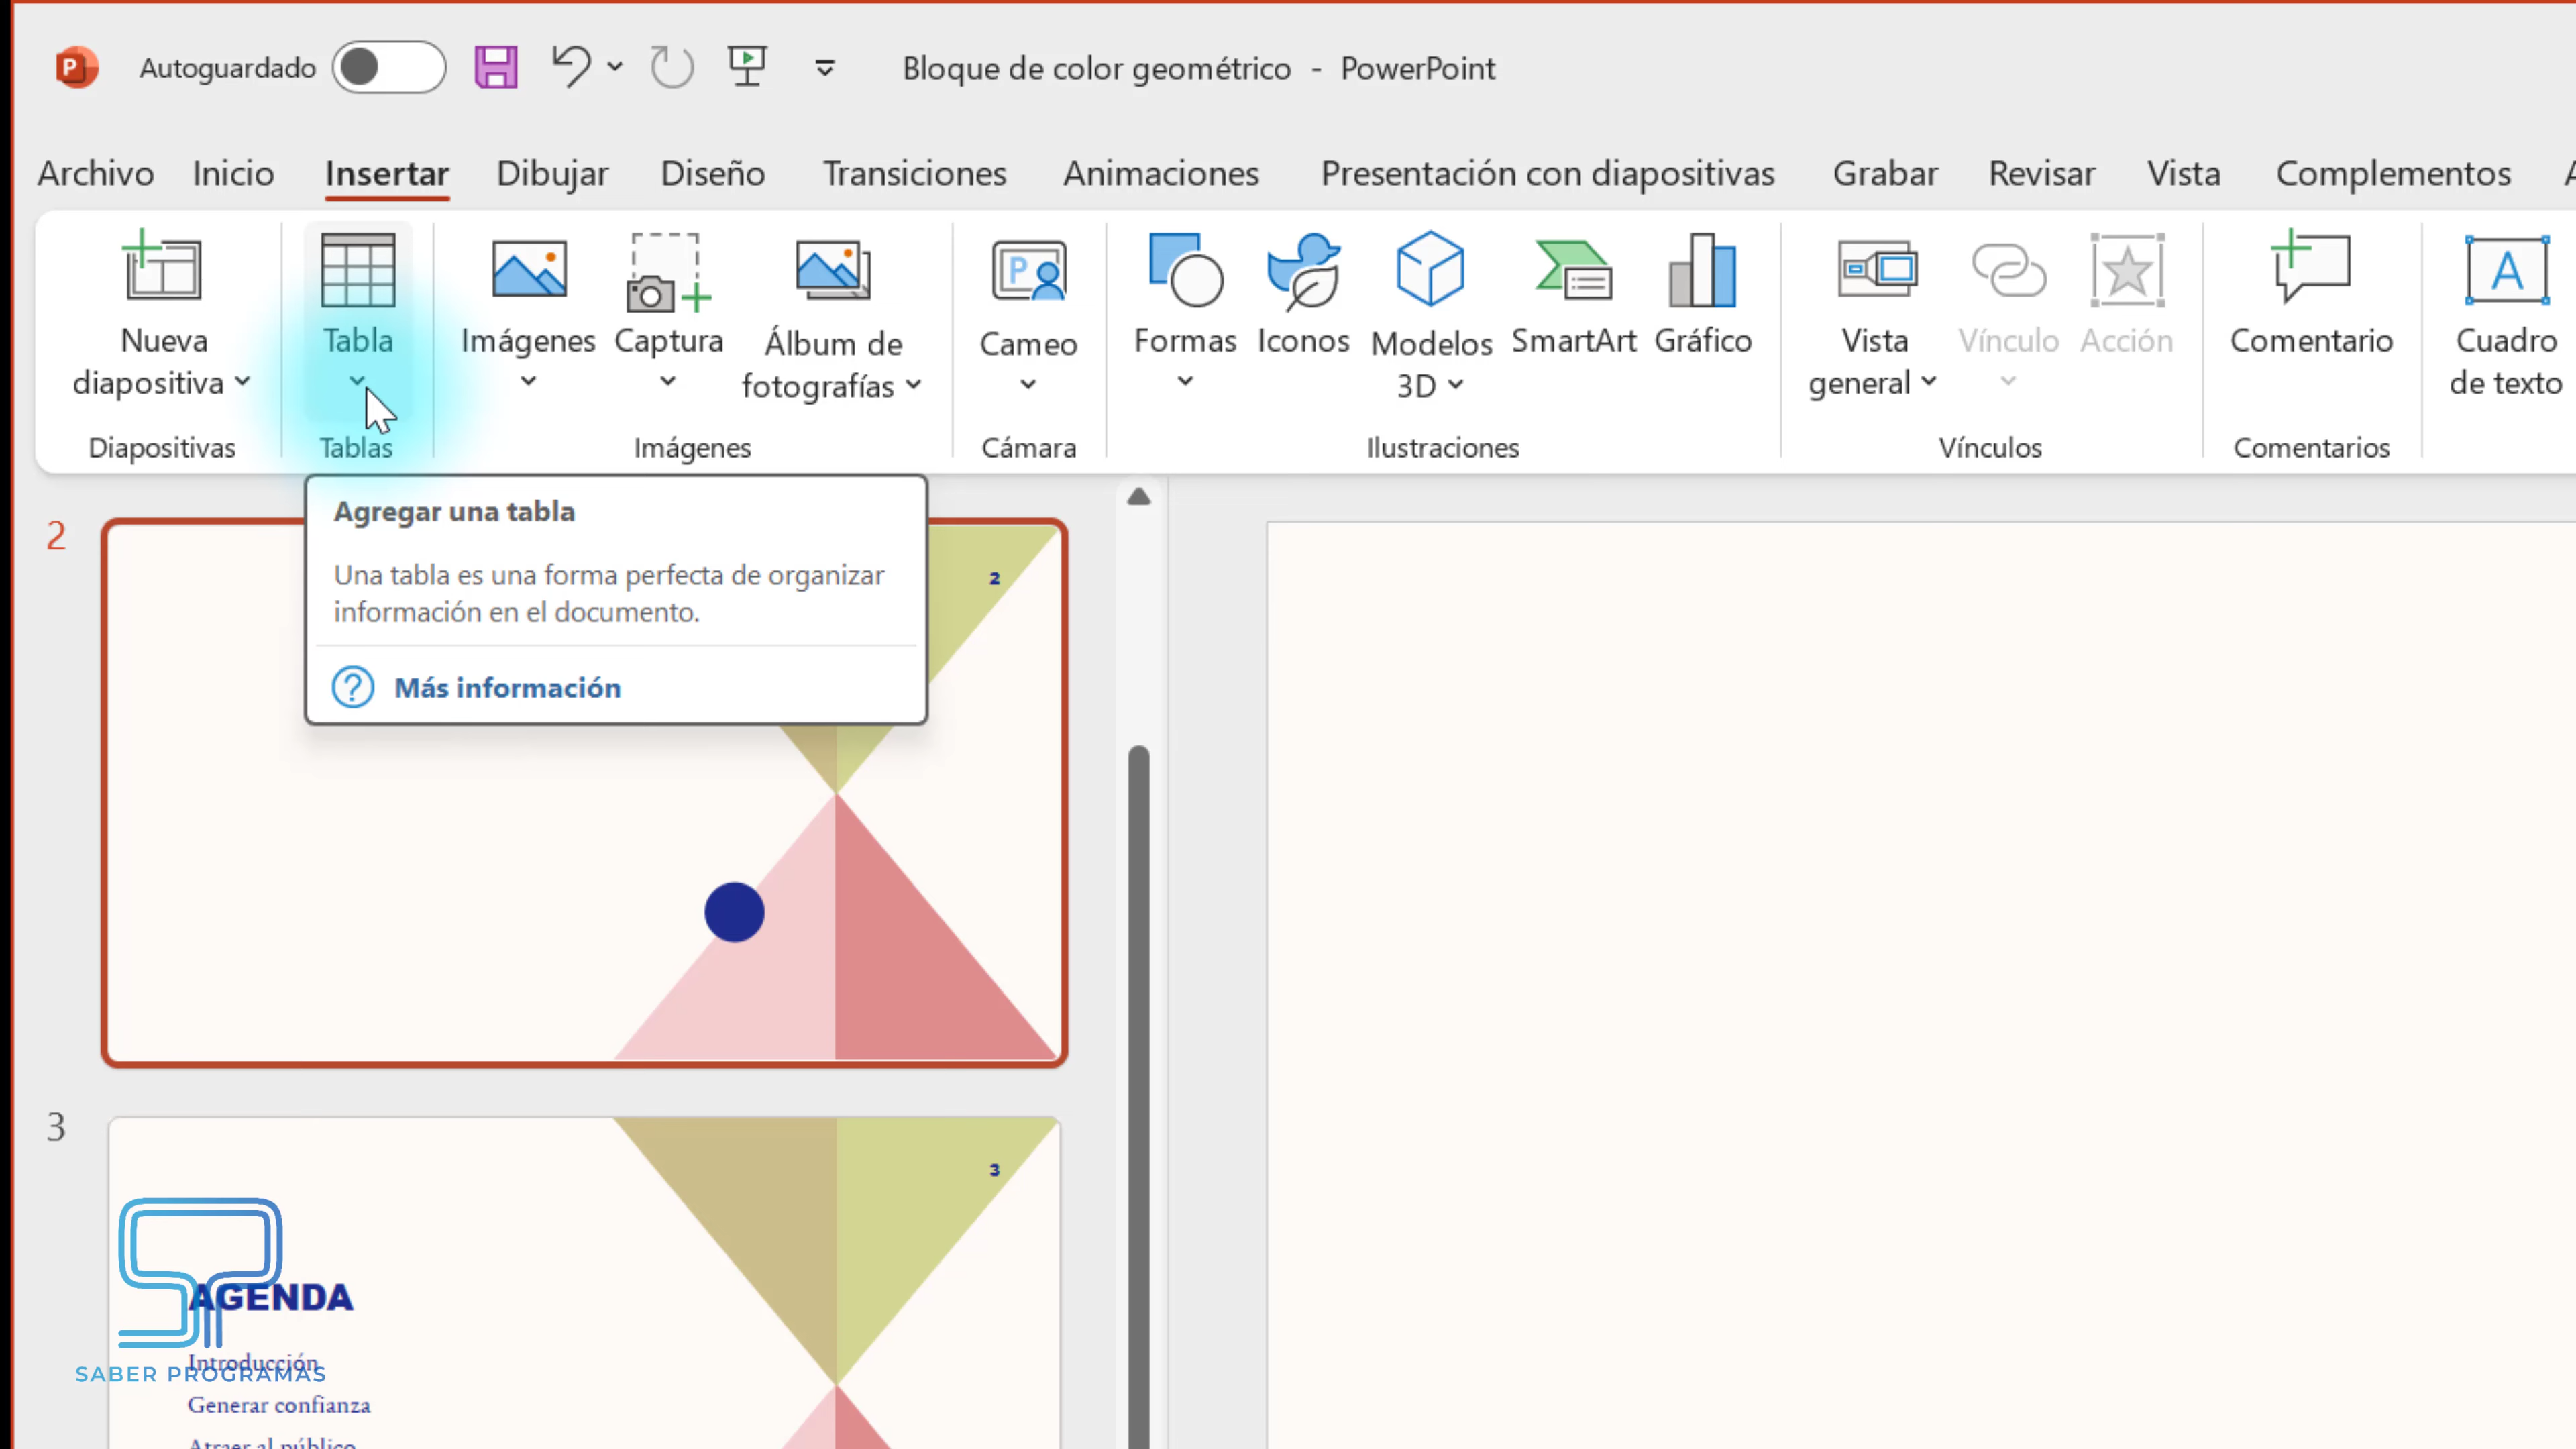 Autoguardado
Bloque de color geométrico - PowerPoint
Archivo Inicio Insertar Dibujar Diseño Transiciones Animaciones Presentación con diapositivas Grabar Revisar Vista Complementos
Nueva diapositiva
Tabla
Imágenes
Captura
Álbum de fotografías
Cameo
Formas
Iconos
Modelos 3D
SmartArt
Gráfico
Vista general
Vínculo
Acción
Comentario
Cuadro de texto
Diapositivas
Tablas
Imágenes
Cámara
Ilustraciones
Vínculos
Comentarios
Agregar una tabla
Una tabla es una forma perfecta de organizar
información en el documento.
Más información
2
2
3
3
AGENDA
Introducción
SABER PROGRAMAS
Generar confianza
Atraer al público